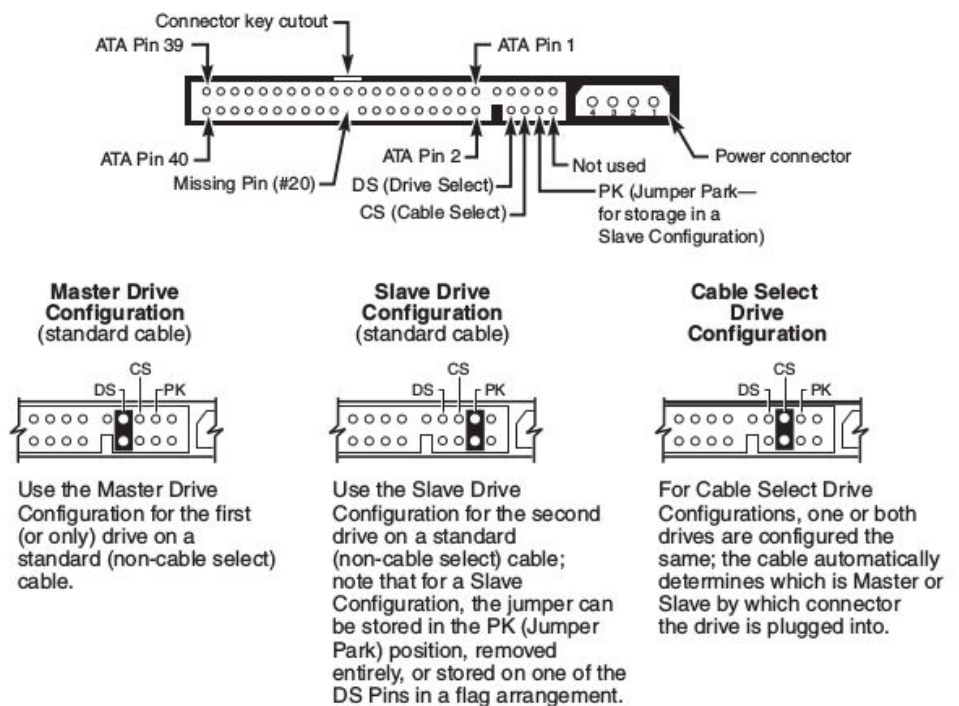 Connector key cutout
ATA Pin 39
ATA Pin 1
4 3 2 1
ATA Pin 40
Missing Pin (#20)
ATA Pin 2
DS (Drive Select)
CS (Cable Select)
Not used
PK (Jumper Park—
for storage in a
Slave Configuration)
Power connector
Master Drive
Configuration
(standard cable)
CS
DS
PK
Use the Master Drive
Configuration for the first
(or only) drive on a
standard (non-cable select)
cable.
Slave Drive
Configuration
(standard cable)
CS
DS
PK
Use the Slave Drive
Configuration for the second
drive on a standard
(non-cable select) cable;
note that for a Slave
Configuration, the jumper can
be stored in the PK (Jumper
Park) position, removed
entirely, or stored on one of the
DS Pins in a flag arrangement.
Cable Select
Drive
Configuration
CS
DS
PK
For Cable Select Drive
Configurations, one or both
drives are configured the
same; the cable automatically
determines which is Master or
Slave by which connector
the drive is plugged into.